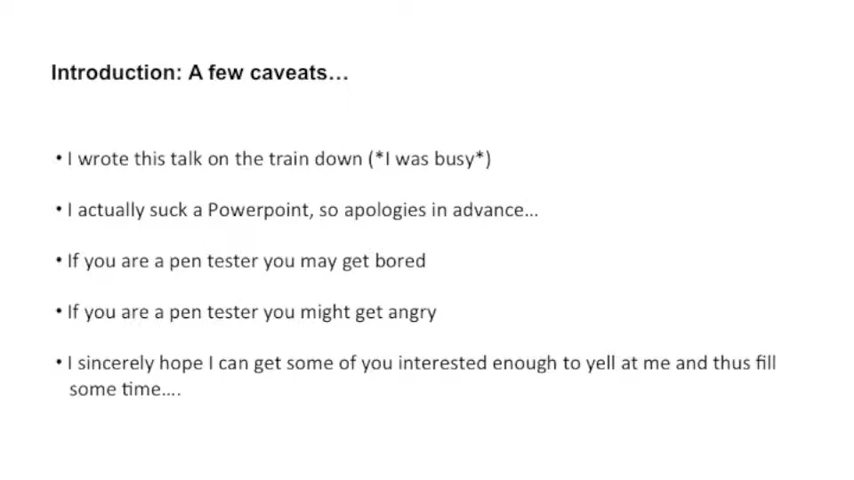 Introduction: A few caveats…
• I wrote this talk on the train down (*I was busy*)
• I actually suck a Powerpoint, so apologies in advance…
• If you are a pen tester you may get bored
• If you are a pen tester you might get angry
• I sincerely hope I can get some of you interested enough to yell at me and thus fill
some time….